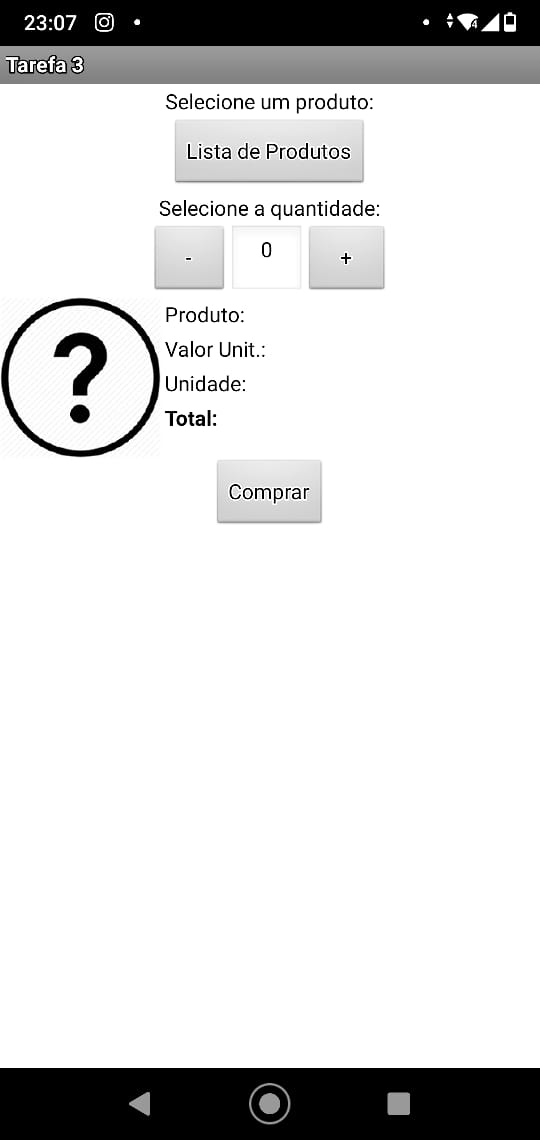 23:07
Tarefa 3
Selecione um produto:
Lista de Produtos
Selecione a quantidade:
- 0 +
?
Produto:
Valor Unit.:
Unidade:
Total:
Comprar